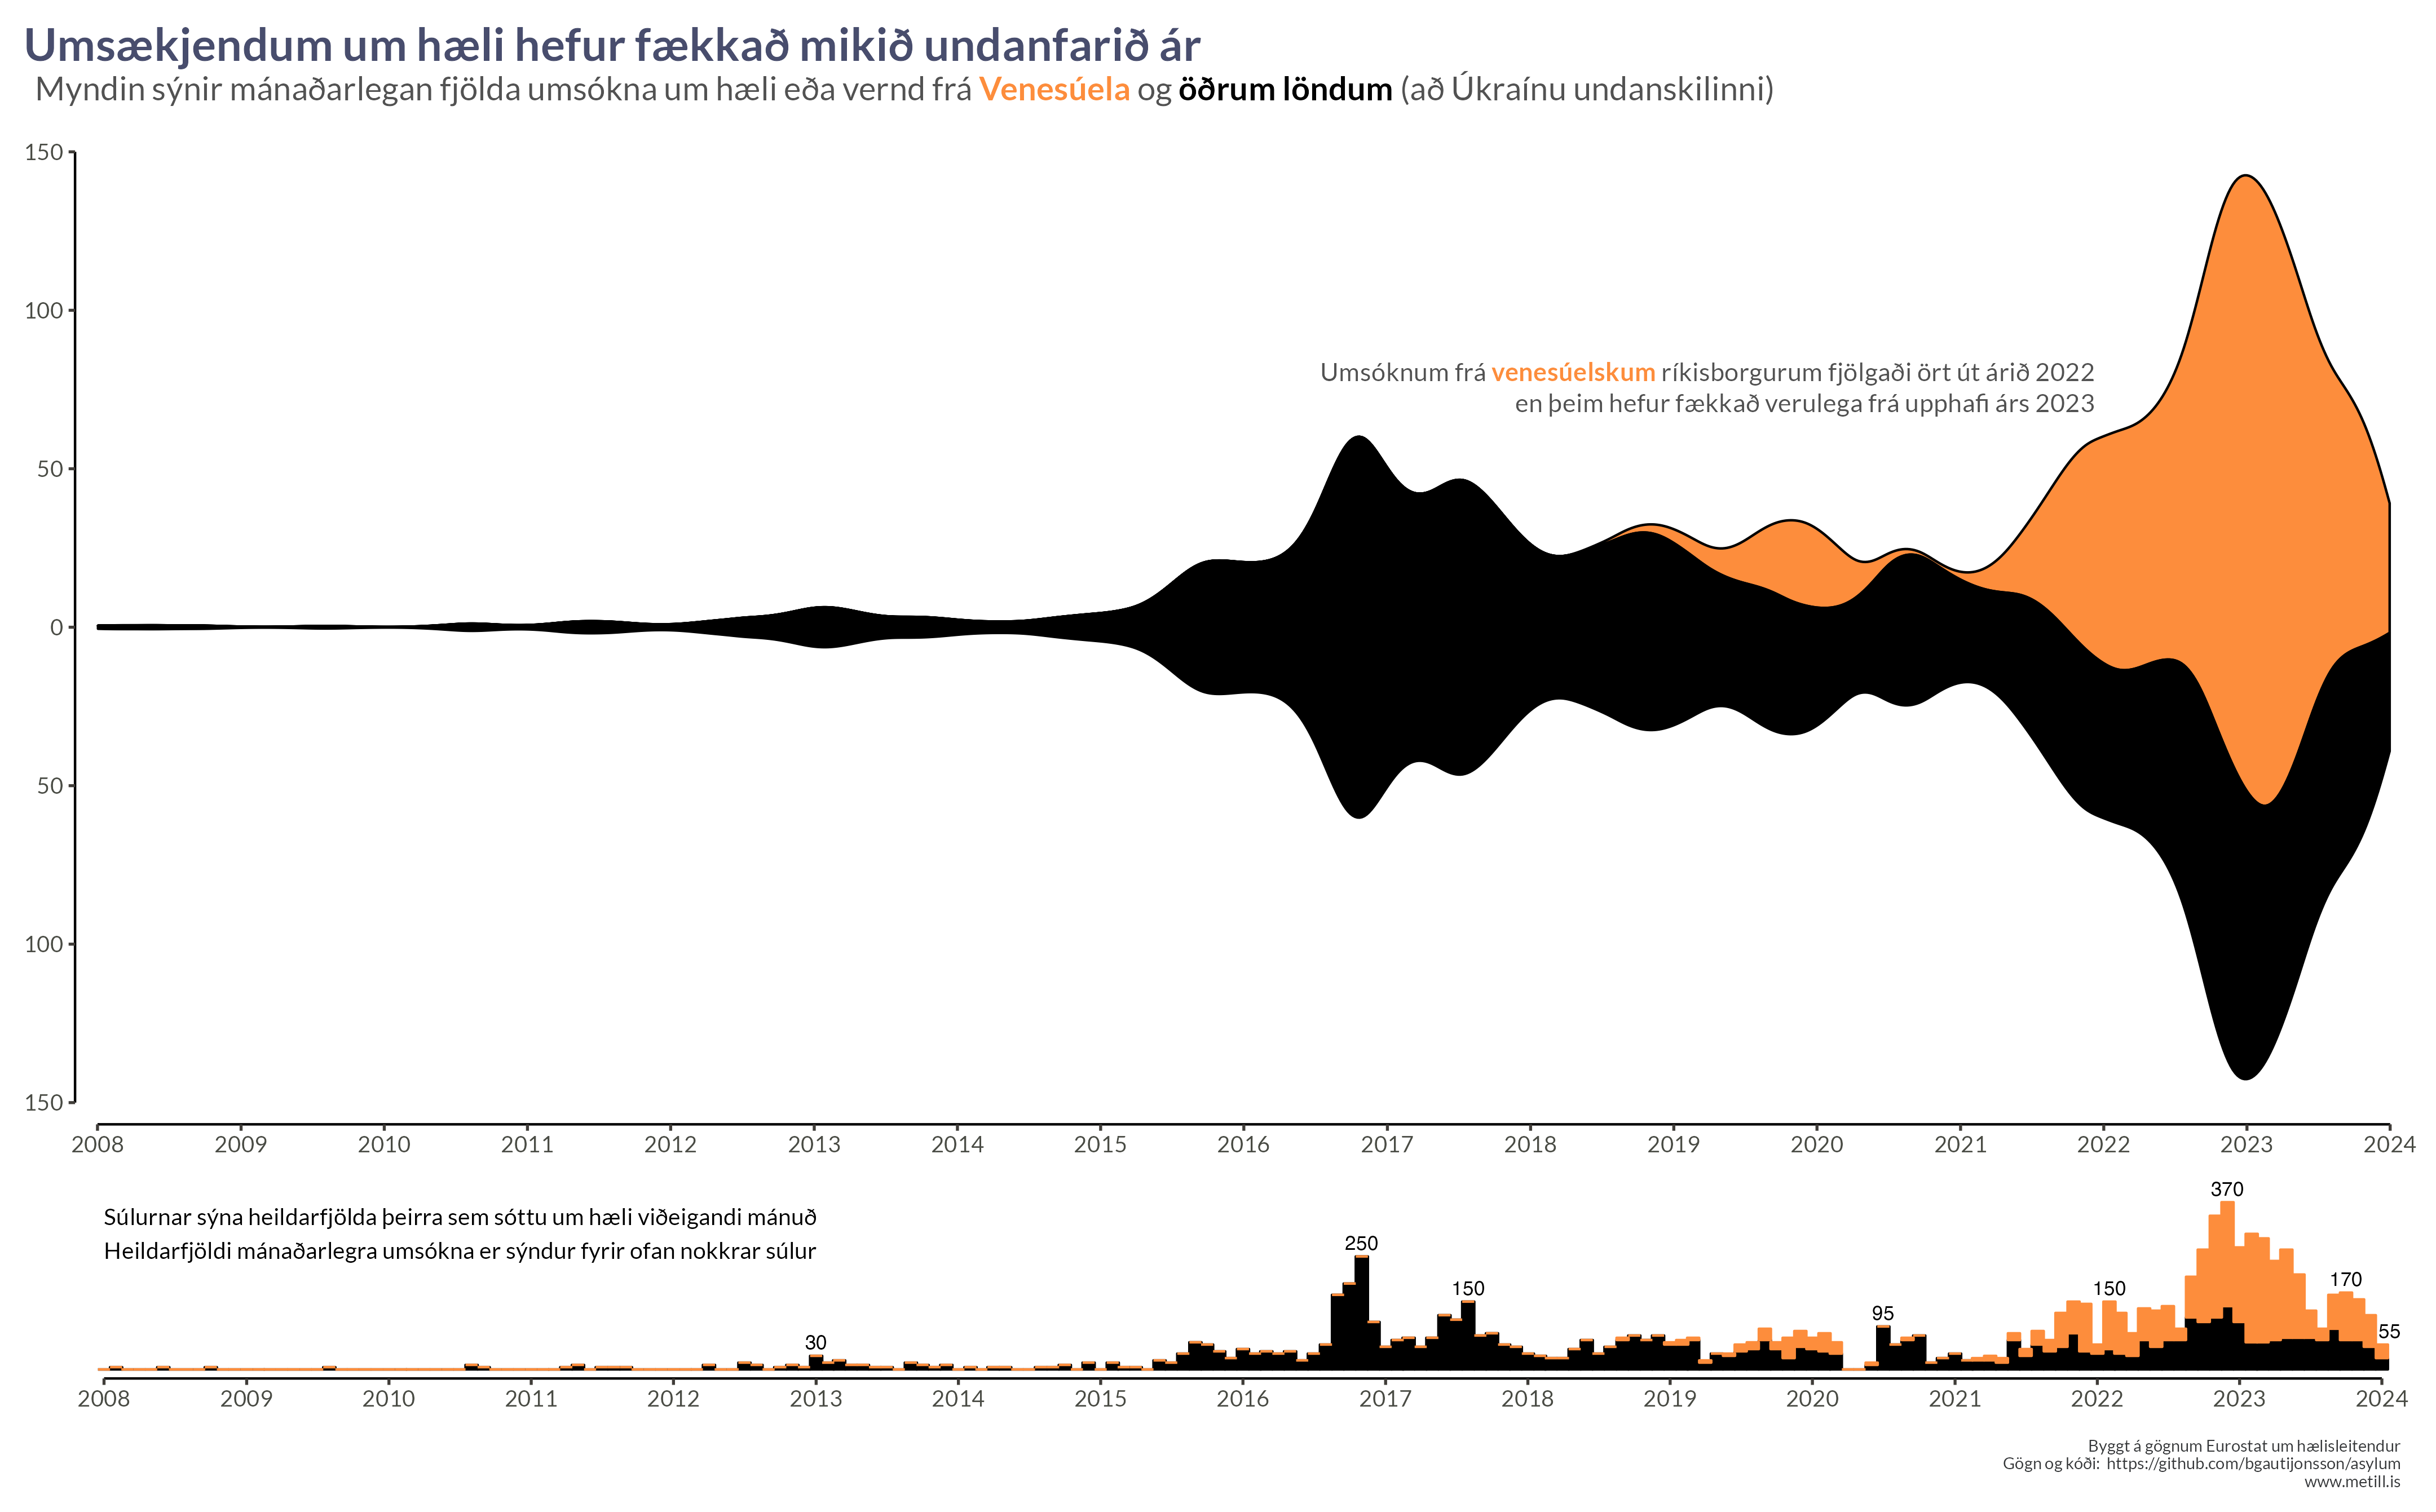 Umsækjendum um hæli hefur fækkað mikið undanfarið ár
Myndin sýnir mánaðarlegan fjölda umsókna um hæli eða vernd frá Venesúela og öðrum löndum (að Úkraínu undanskilinni)
150
100
50
0
50
100
150
Umsóknum frá venesúelskum ríkisborgurum fjölgaði ört út árið 2022
en þeim hefur fækkað verulega frá upphafi árs 2023
2008 2009 2010 2011 2012 2013 2014 2015 2016 2017 2018 2019 2020 2021 2022 2023 2024
Súlurnar sýna heildarfjölda þeirra sem sóttu um hæli viðeigandi mánuð
Heildarfjöldi mánaðarlegra umsókna er sýndur fyrir ofan nokkrar súlur
30 250 150 95 150 370 170 55
2008 2009 2010 2011 2012 2013 2014 2015 2016 2017 2018 2019 2020 2021 2022 2023 2024
Byggt á gögnum Eurostat um hælisleitendur
Gögn og kóði: https://github.com/bgautijonsson/asylum
www.metill.is